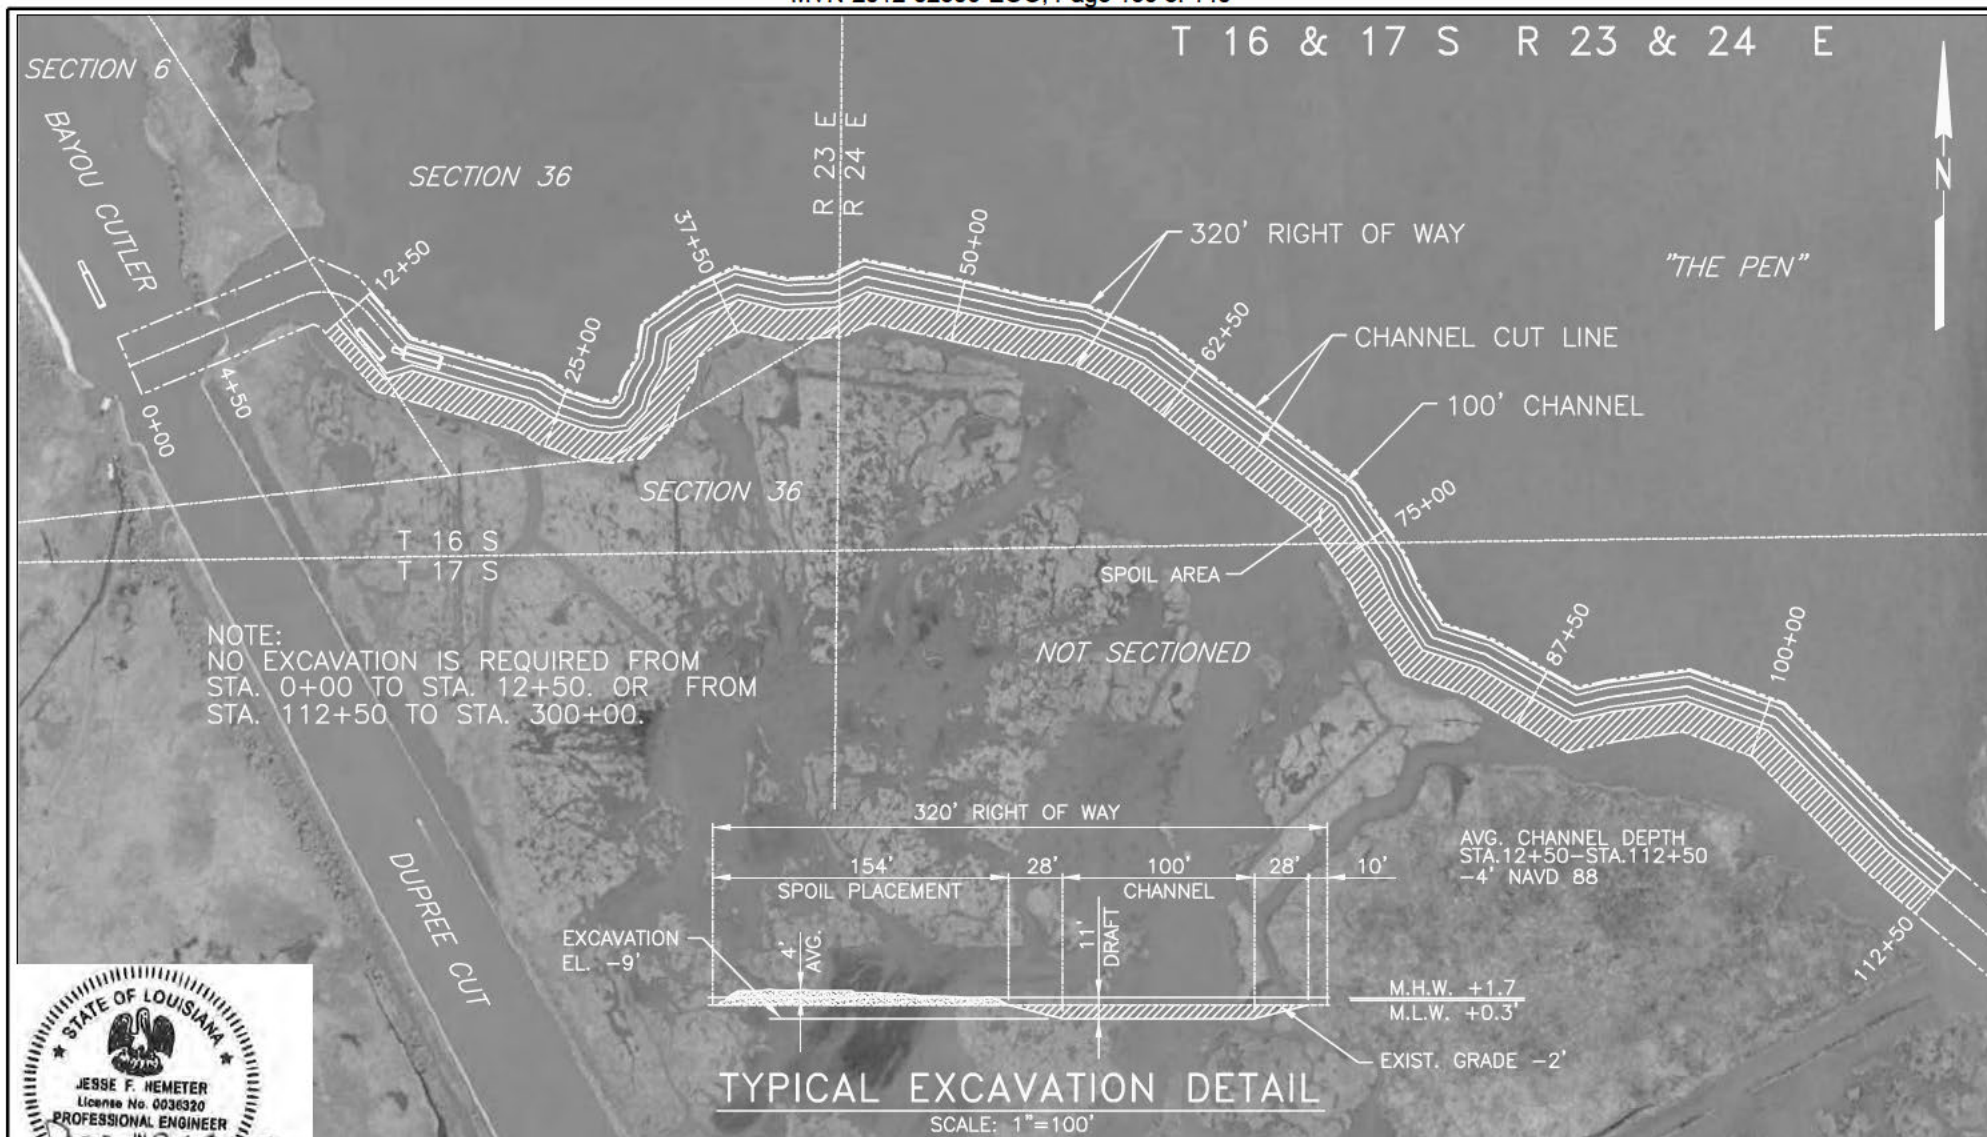 T 16 & 17 S R 23 & 24 E
SECTION 6
BAYOU CUTLER
SECTION 36
R 23 E
R 24 E
N
"THE PEN"
320' RIGHT OF WAY
CHANNEL CUT LINE
100' CHANNEL
0+00
4+50
12+50
25+00
37+50
50+00
62+50
75+00
87+50
100+00
112+50
SECTION 36
T 16 S
T 17 S
SPOIL AREA
NOT SECTIONED
NOTE:
NO EXCAVATION IS REQUIRED FROM
STA. 0+00 TO STA. 12+50. OR FROM
STA. 112+50 TO STA. 300+00.
DUPREE CUT
320' RIGHT OF WAY
154'
28'
100'
28'
10'
SPOIL PLACEMENT
CHANNEL
AVG. CHANNEL DEPTH
STA.12+50-STA.112+50
-4' NAVD 88
EXCAVATION
EL. -9'
4'
AVG.
11'
DRAFT
M.H.W. +1.7
M.L.W. +0.3'
EXIST. GRADE -2'
TYPICAL EXCAVATION DETAIL
SCALE: 1"=100'
STATE OF LOUISIANA
JESSE F. HEMETER
License No. 0036320
PROFESSIONAL ENGINEER
IN